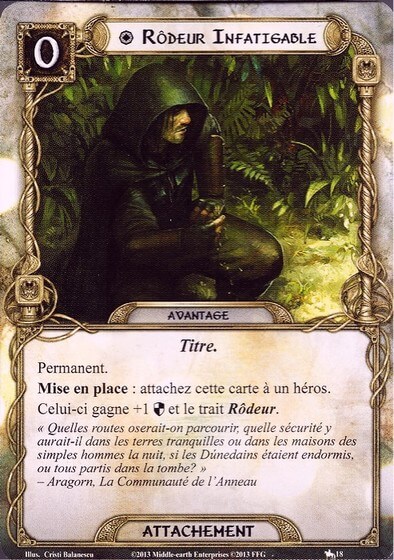 0
Rôdeur Infatigable
AVANTAGE
Titre.
Permanent.
Mise en place : attachez cette carte à un héros.
Celui-ci gagne +1 et le trait Rôdeur.
« Quelles routes oserait-on parcourir, quelle sécurité y
aurait-il dans les terres tranquilles ou dans les maisons des
simples hommes la nuit, si les Dúnedains étaient endormis,
ou tous partis dans la tombe? »
– Aragorn, La Communauté de l'Anneau
ATTACHEMENT
Illus. Cristi Balanescu ©2013 Middle-earth Enterprises ©2013 FFG 18